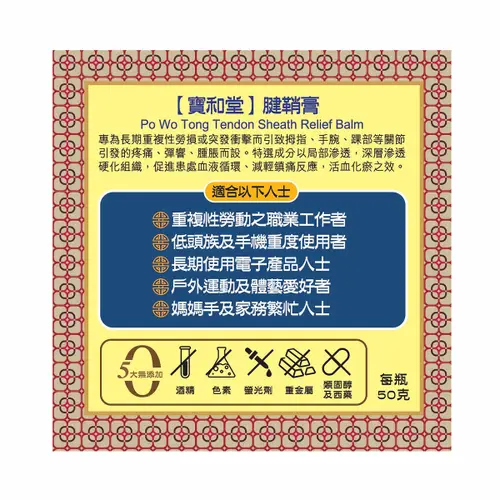 【寶和堂】腱鞘膏
Po Wo Tong Tendon Sheath Relief Balm
專為長期重複性勞損或突發衝擊而引致拇指、手腕、踝部等關節
引發的疼痛、彈響、腫脹而設。特選成分以局部滲透，深層滲透
硬化組織，促進患處血液循環、減輕鎮痛反應，活血化瘀之效。
適合以下人士
重複性勞動之職業工作者
低頭族及手機重度使用者
長期使用電子產品人士
戶外運動及體藝愛好者
媽媽手及家務繁忙人士
5大無添加
0
酒精
色素
螢光劑
重金屬
類固醇
及西藥
每瓶
50克